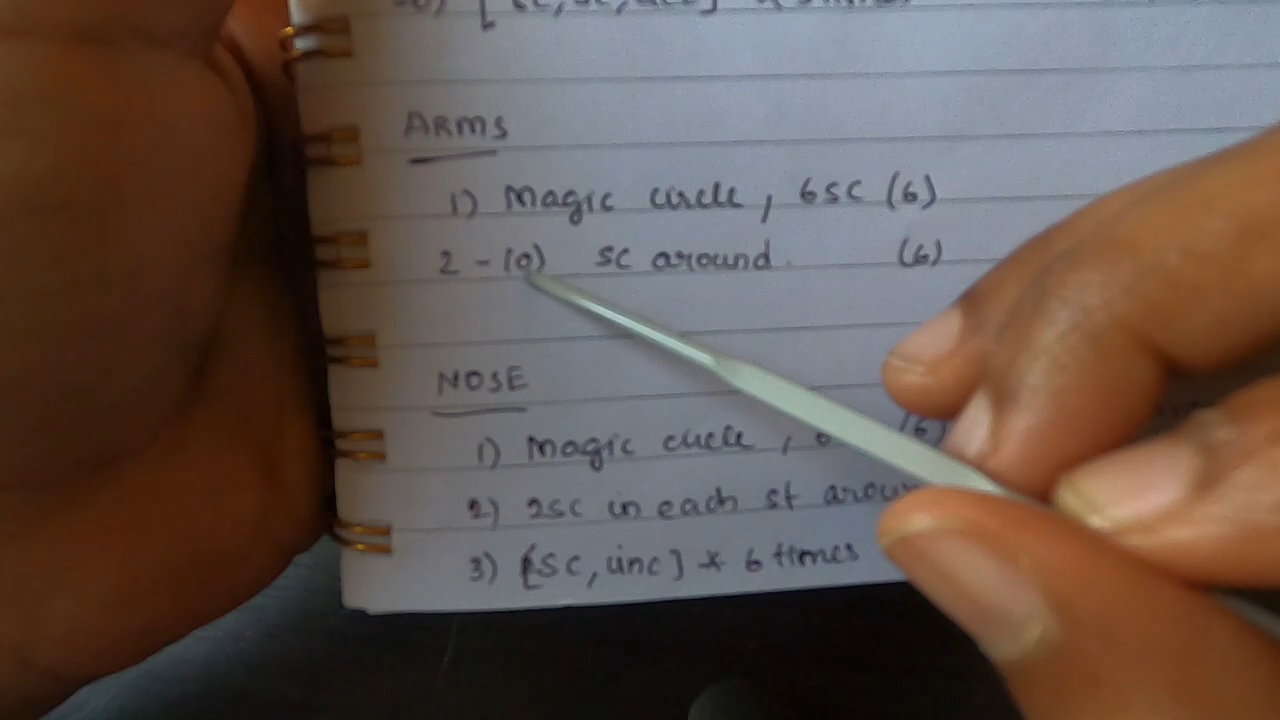 ARMS
1) Magic circle, 6SC (6)
2-10) SC around. (6)
NOSE
1) Magic circle, (6)
2) 2SC in each st
3) [SC, inc] * 6 times